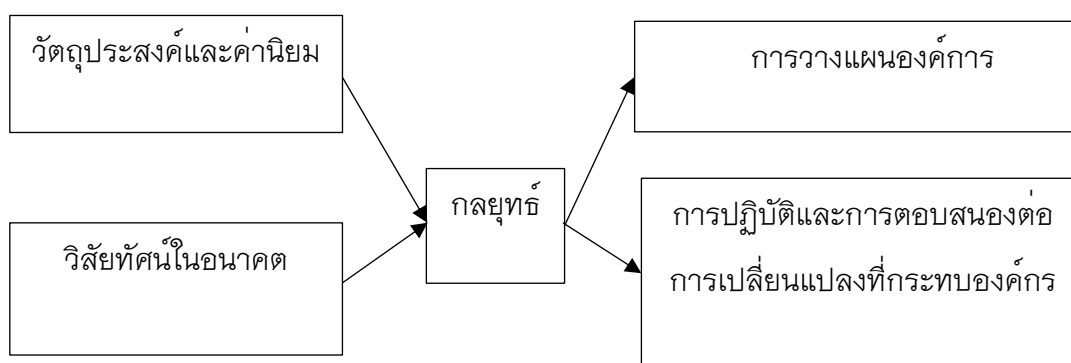 วัตถุประสงค์และค่านิยม
วิสัยทัศน์ในอนาคต
กลยุทธ์
การวางแผนองค์การ
การปฏิบัติและการตอบสนองต่อ
การเปลี่ยนแปลงที่กระทบองค์กร